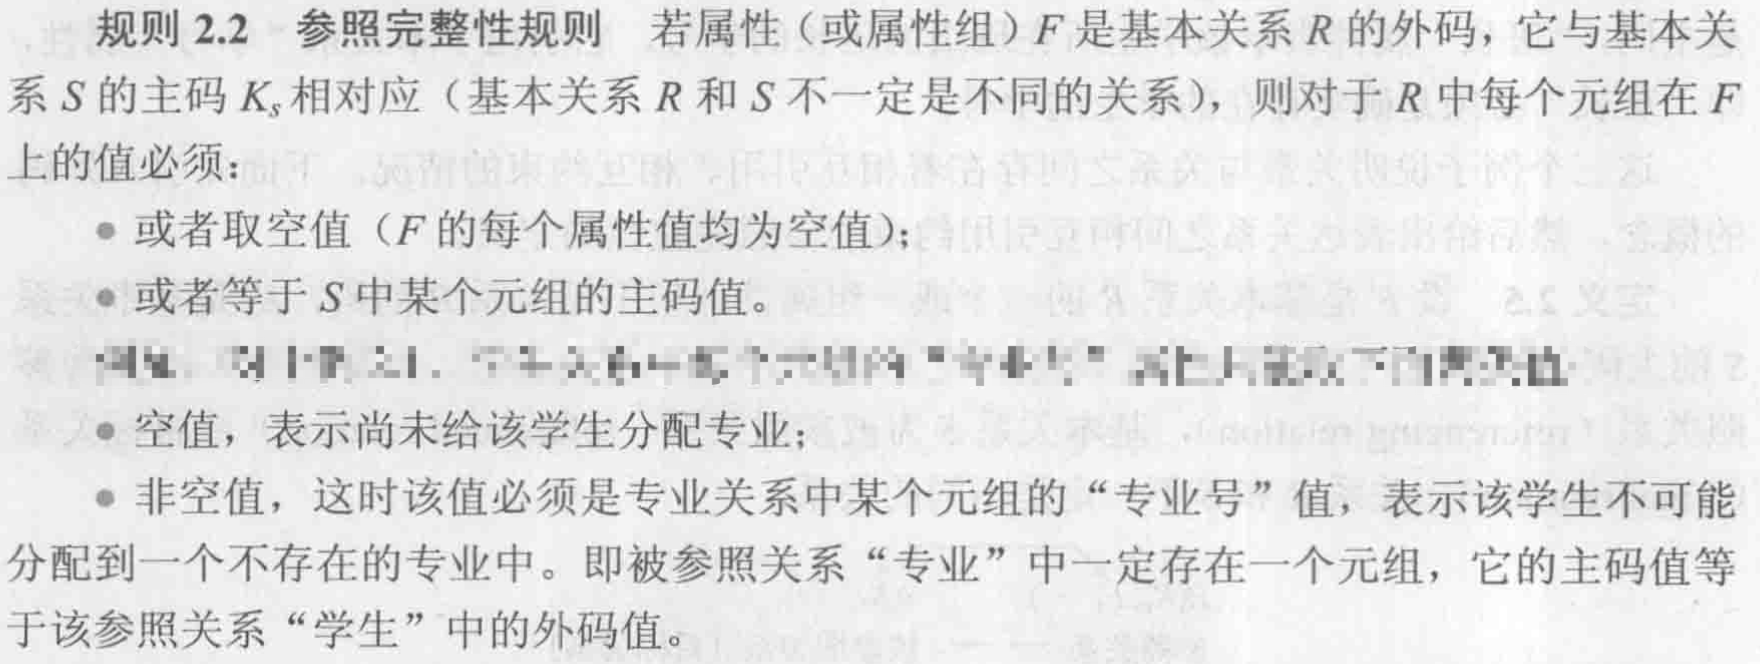 规则 2.2 参照完整性规则 若属性（或属性组）F 是基本关系 R 的外码，它与基本关
系 S 的主码 Ks 相对应（基本关系 R 和 S 不一定是不同的关系），则对于 R 中每个元组在 F
上的值必须：
● 或者取空值（F 的每个属性值均为空值）；
● 或者等于 S 中某个元组的主码值。
● 空值，表示尚未给该学生分配专业；
● 非空值，这时该值必须是专业关系中某个元组的“专业号”值，表示该学生不可能
分配到一个不存在的专业中。即被参照关系“专业”中一定存在一个元组，它的主码值等
于该参照关系“学生”中的外码值。